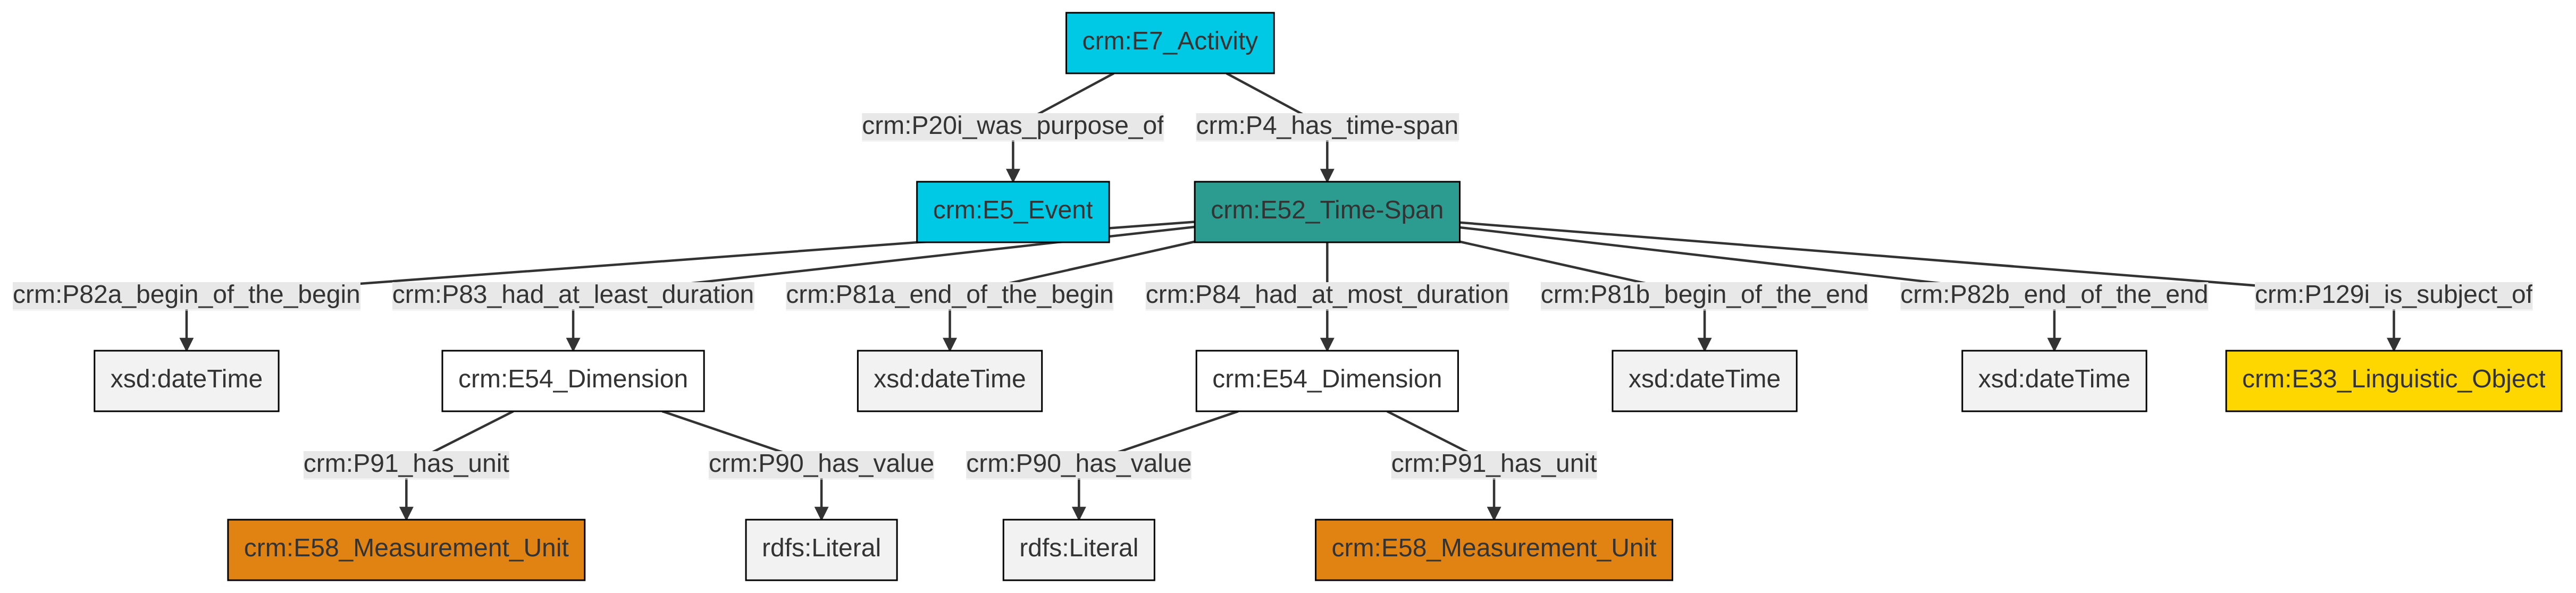 crm:E7_Activity
crm:P20i_was_purpose_of
crm:P4_has_time-span
crm:E5_Event
crm:E52_Time-Span
crm:P82a_begin_of_the_begin
crm:P83_had_at_least_duration
crm:P81a_end_of_the_begin
crm:P84_had_at_most_duration
crm:P81b_begin_of_the_end
crm:P82b_end_of_the_end
crm:P129i_is_subject_of
xsd:dateTime
crm:E54_Dimension
xsd:dateTime
crm:E54_Dimension
xsd:dateTime
xsd:dateTime
crm:E33_Linguistic_Object
crm:P91_has_unit
crm:P90_has_value
crm:P90_has_value
crm:P91_has_unit
crm:E58_Measurement_Unit
rdfs:Literal
rdfs:Literal
crm:E58_Measurement_Unit